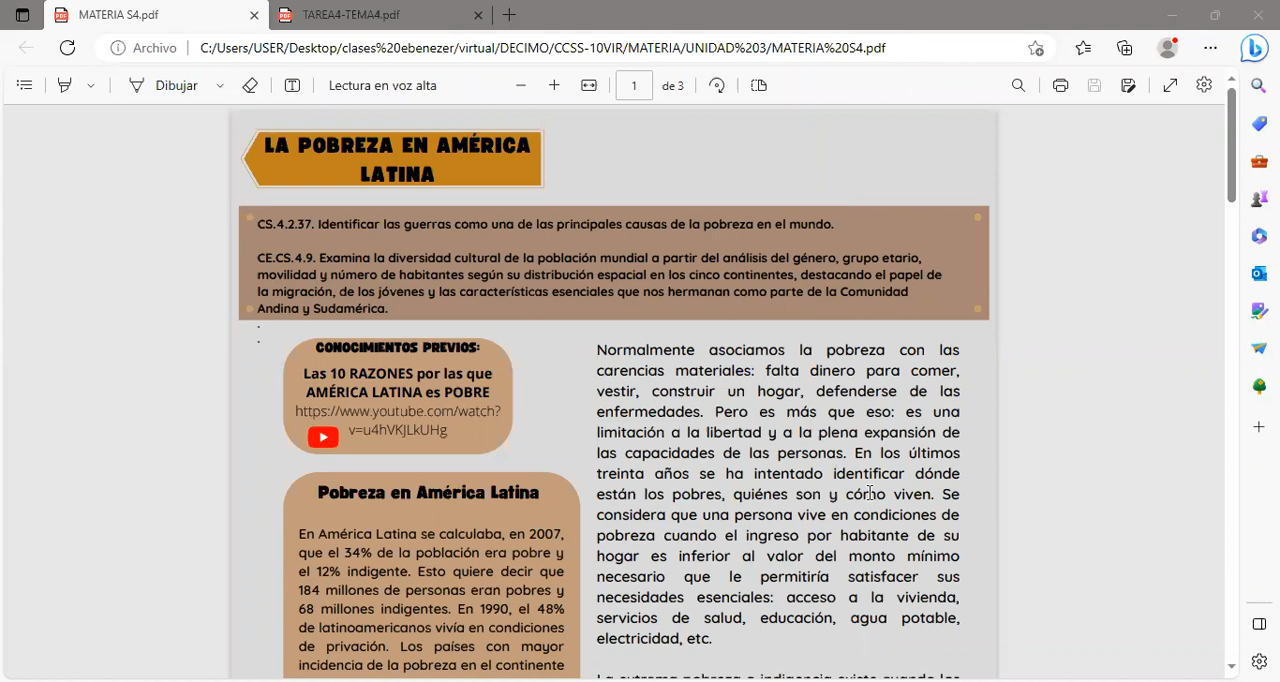 MATERIA S4.pdf
TAREA4-TEMA4.pdf
Archivo
C:/Users/USER/Desktop/clases%20ebenezer/virtual/DECIMO/CCSS-10VIR/MATERIA/UNIDAD%203/MATERIA%20S4.pdf
Dibujar
Lectura en voz alta
1
de 3
LA POBREZA EN AMÉRICA
LATINA
CS.4.2.37. Identificar las guerras como una de las principales causas de la pobreza en el mundo.
CE.CS.4.9. Examina la diversidad cultural de la población mundial a partir del análisis del género, grupo etario,
movilidad y número de habitantes según su distribución espacial en los cinco continentes, destacando el papel de
la migración, de los jóvenes y las características esenciales que nos hermanan como parte de la Comunidad
Andina y Sudamérica.
.
.
CONOCIMIENTOS PREVIOS:
Las 10 RAZONES por las que
AMÉRICA LATINA es POBRE
https://www.youtube.com/watch?
v=u4hVKJLkUHg
Pobreza en América Latina
En América Latina se calculaba, en 2007,
que el 34% de la población era pobre y
el 12% indigente. Esto quiere decir que
184 millones de personas eran pobres y
68 millones indigentes. En 1990, el 48%
de latinoamericanos vivía en condiciones
de privación. Los países con mayor
incidencia de la pobreza en el continente
Normalmente asociamos la pobreza con las
carencias materiales: falta dinero para comer,
vestir, construir un hogar, defenderse de las
enfermedades. Pero es más que eso: es una
limitación a la libertad y a la plena expansión de
las capacidades de las personas. En los últimos
treinta años se ha intentado identificar dónde
están los pobres, quiénes son y cómo viven. Se
considera que una persona vive en condiciones de
pobreza cuando el ingreso por habitante de su
hogar es inferior al valor del monto mínimo
necesario que le permitiría satisfacer sus
necesidades esenciales: acceso a la vivienda,
servicios de salud, educación, agua potable,
electricidad, etc.
La extrema pobreza o indigencia existe cuando los